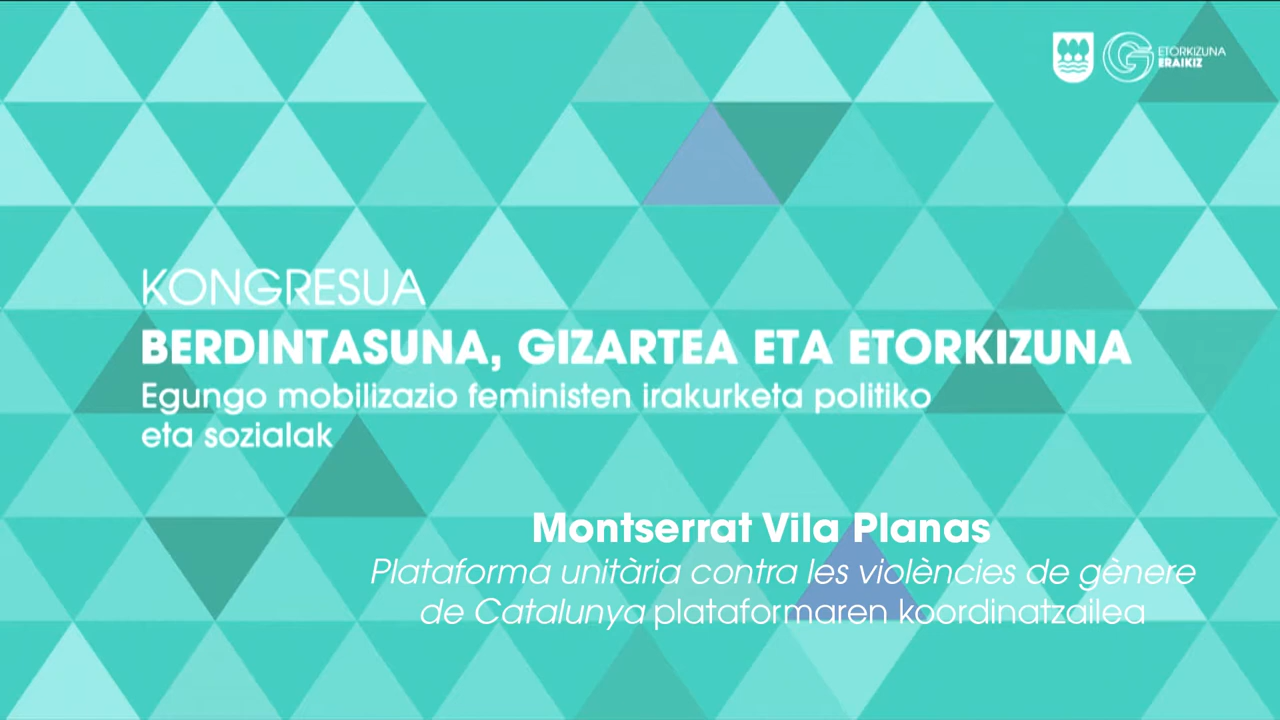 ETORKIZUNA
ERAIKIZ
KONGRESUA
BERDINTASUNA, GIZARTEA ETA ETORKIZUNA
Egungo mobilizazio feministen irakurketa politiko
eta sozialak
Montserrat Vila Planas
Plataforma unitària contra les violències de gènere
de Catalunya plataformaren koordinatzailea